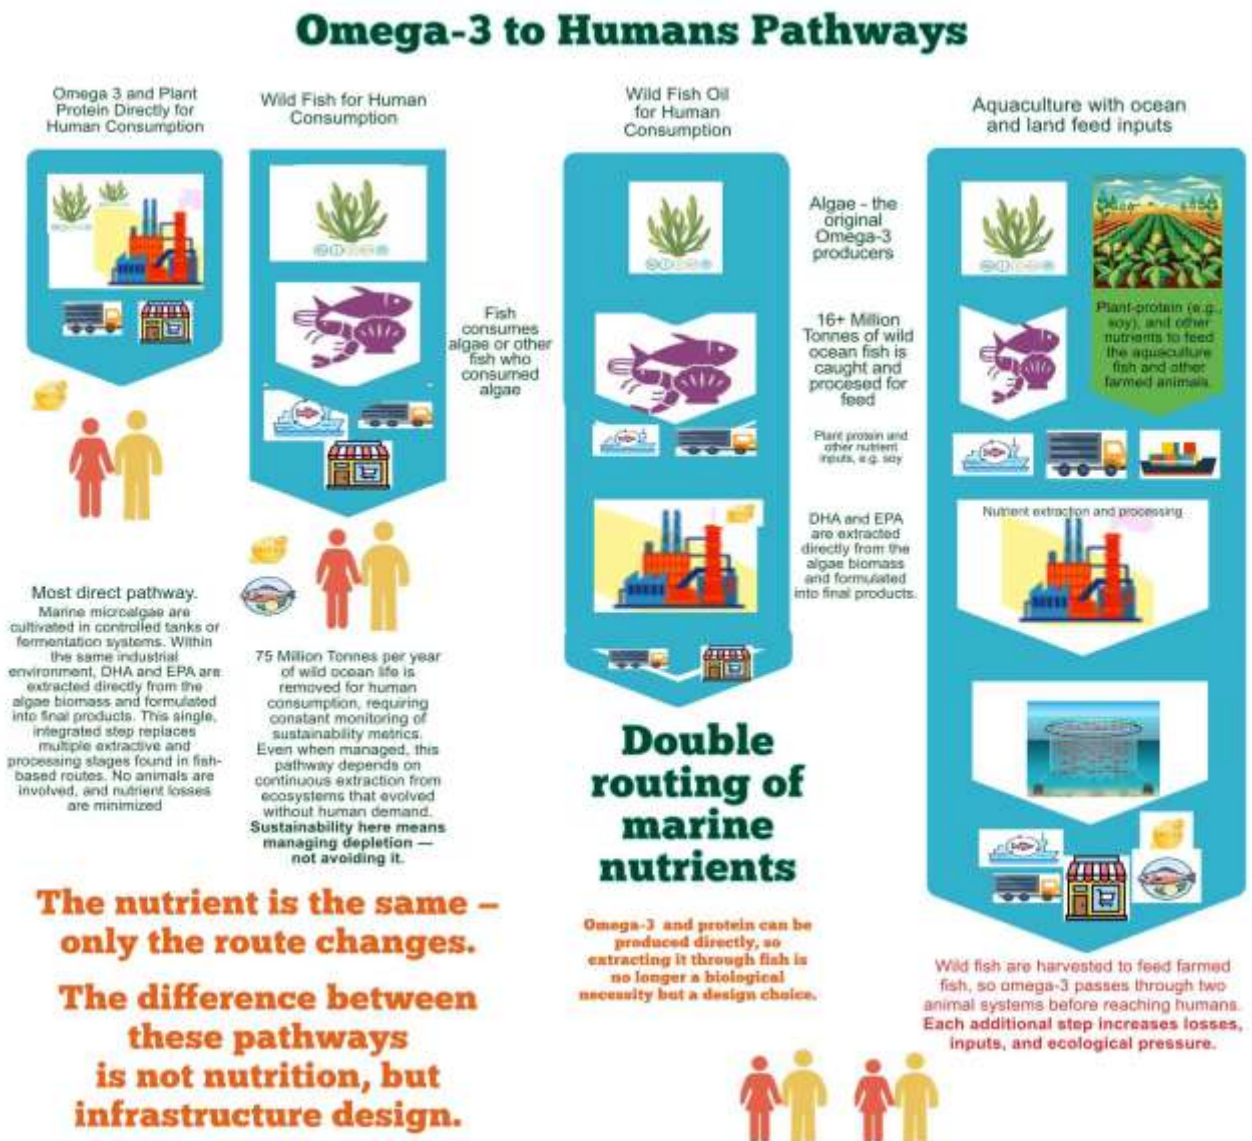 Omega-3 to Humans Pathways
Omega 3 and Plant
Protein Directly for
Human Consumption
Wild Fish for Human
Consumption
Wild Fish Oil
for Human
Consumption
Aquaculture with ocean
and land feed inputs
Fish
consumes
algae or other
fish who
consumed
algae
Algae - the
original
Omega-3
producers
16+ Million
Tonnes of wild
ocean fish is
caught and
procesed for
feed
Plant protein and
other nutrient
inputs, e.g. soy
DHA and EPA
are extracted
directly from the
algae biomass
and formulated
into final products.
Plant-protein (e.g.,
soy), and other
nutrients to feed
the aquaculture
fish and other
farmed animals.
Nutrient extraction and processing
Most direct pathway.
Marine microalgae are
cultivated in controlled tanks or
fermentation systems. Within
the same industrial
environment, DHA and EPA are
extracted directly from the
algae biomass and formulated
into final products. This single,
integrated step replaces
multiple extractive and
processing stages found in fish-
based routes. No animals are
involved, and nutrient losses
are minimized
75 Million Tonnes per year
of wild ocean life is
removed for human
consumption, requiring
constant monitoring of
sustainability metrics.
Even when managed, this
pathway depends on
continuous extraction from
ecosystems that evolved
without human demand.
Sustainability here means
managing depletion —
not avoiding it.
Double
routing of
marine
nutrients
Omega-3 and protein can be
produced directly, so
extracting it through fish is
no longer a biological
necessity but a design choice.
Wild fish are harvested to feed farmed
fish, so omega-3 passes through two
animal systems before reaching humans.
Each additional step increases losses,
inputs, and ecological pressure.
The nutrient is the same –
only the route changes.
The difference between
these pathways
is not nutrition, but
infrastructure design.